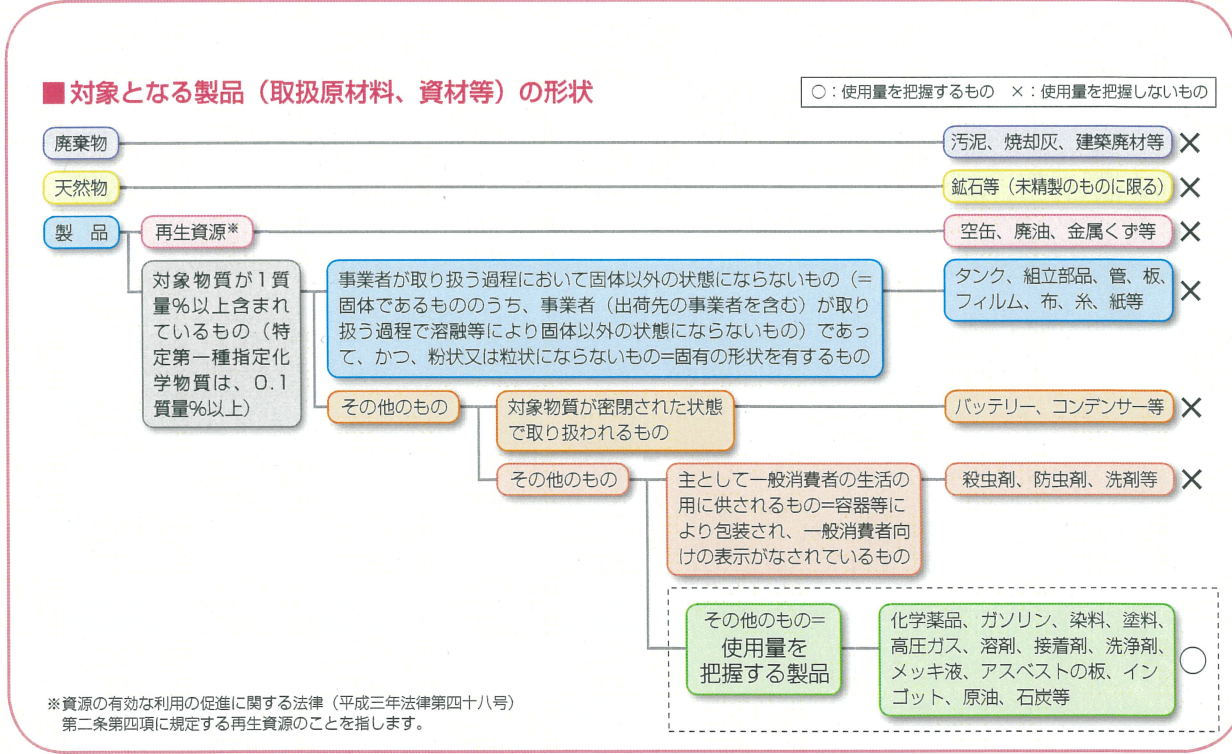 ■対象となる製品（取扱原材料、資材等）の形状
○：使用量を把握するもの　×：使用量を把握しないもの
廃棄物
汚泥、焼却灰、建築廃材等
×
天然物
鉱石等（未精製のものに限る）
×
製　品
再生資源※
空缶、廃油、金属くず等
×
対象物質が１質
量％以上含まれ
ているもの（特
定第一種指定化
学物質は、０.１
質量％以上）
事業者が取り扱う過程において固体以外の状態にならないもの（＝
固体であるもののうち、事業者（出荷先の事業者を含む）が取り
扱う過程で溶融等により固体以外の状態にならないもの）であっ
て、かつ、粉状又は粒状にならないもの＝固有の形状を有するもの
タンク、組立部品、管、板、
フィルム、布、糸、紙等
×
その他のもの
対象物質が密閉された状態
で取り扱われるもの
バッテリー、コンデンサー等
×
その他のもの
主として一般消費者の生活の
用に供されるもの＝容器等に
より包装され、一般消費者向
けの表示がなされているもの
殺虫剤、防虫剤、洗剤等
×
その他のもの＝
使用量を
把握する製品
化学薬品、ガソリン、染料、塗料、
高圧ガス、溶剤、接着剤、洗浄剤、
メッキ液、アスベストの板、イン
ゴット、原油、石炭等
○
※資源の有効な利用の促進に関する法律（平成三年法律第四十八号）
第二条第四項に規定する再生資源のことを指します。